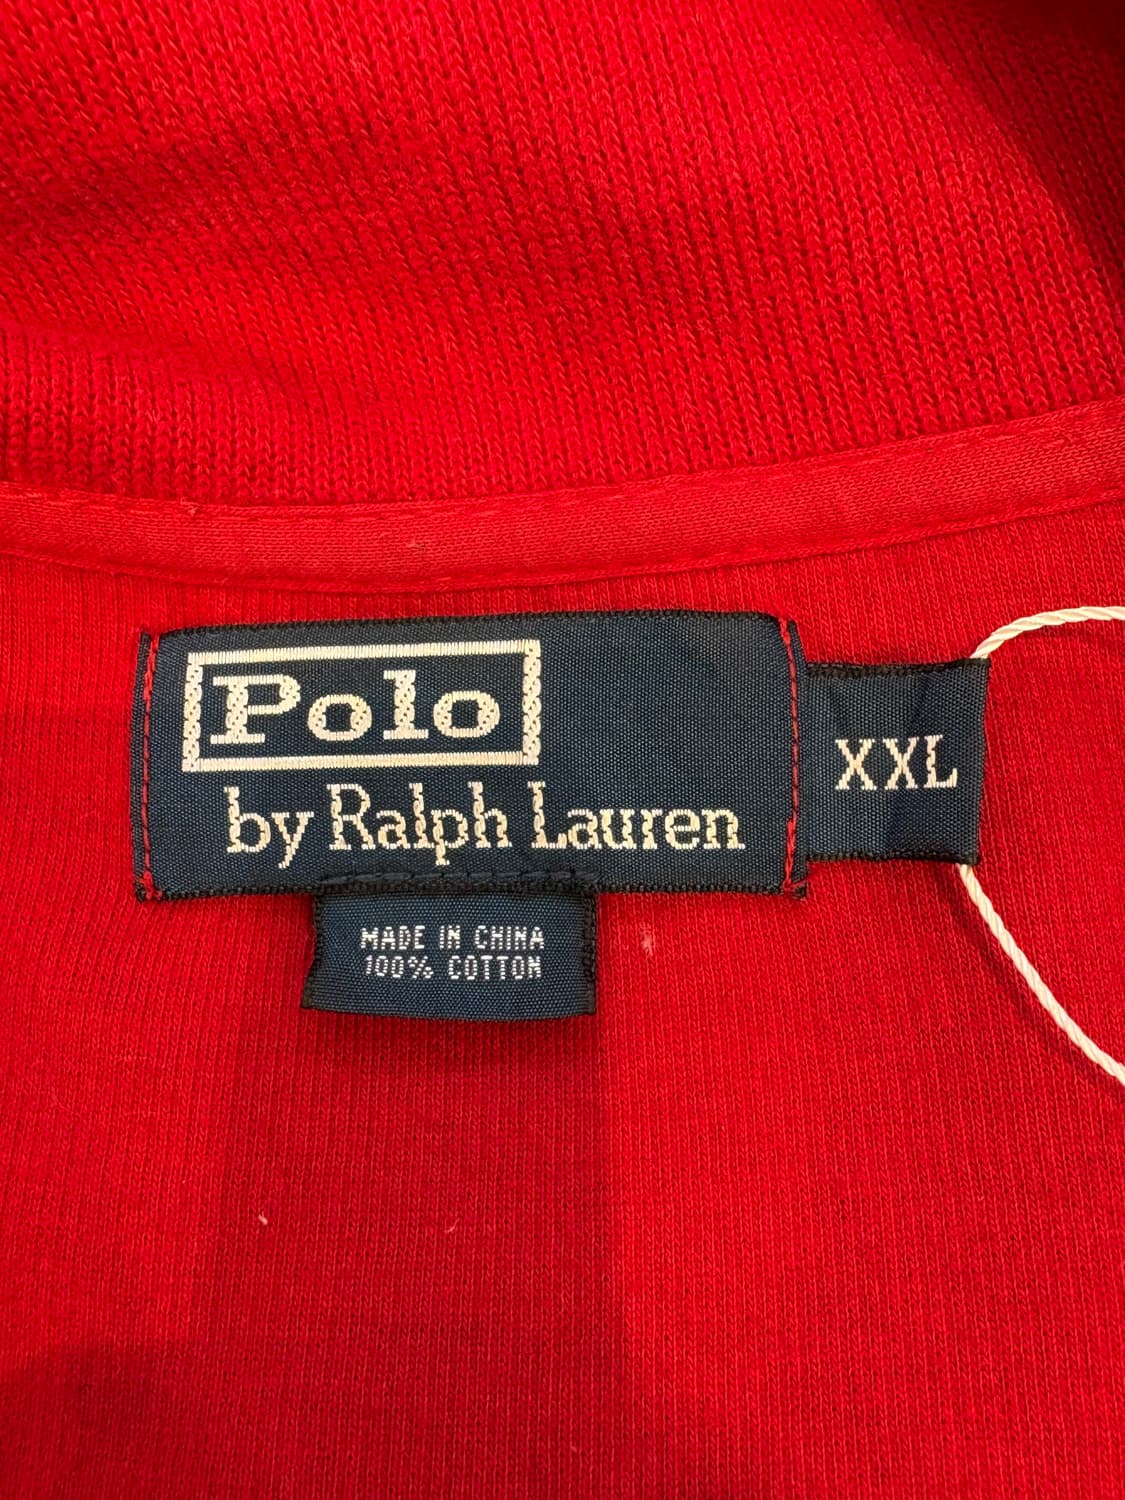 Polo
by Ralph Lauren
XXL
MADE IN CHINA
100% COTTON